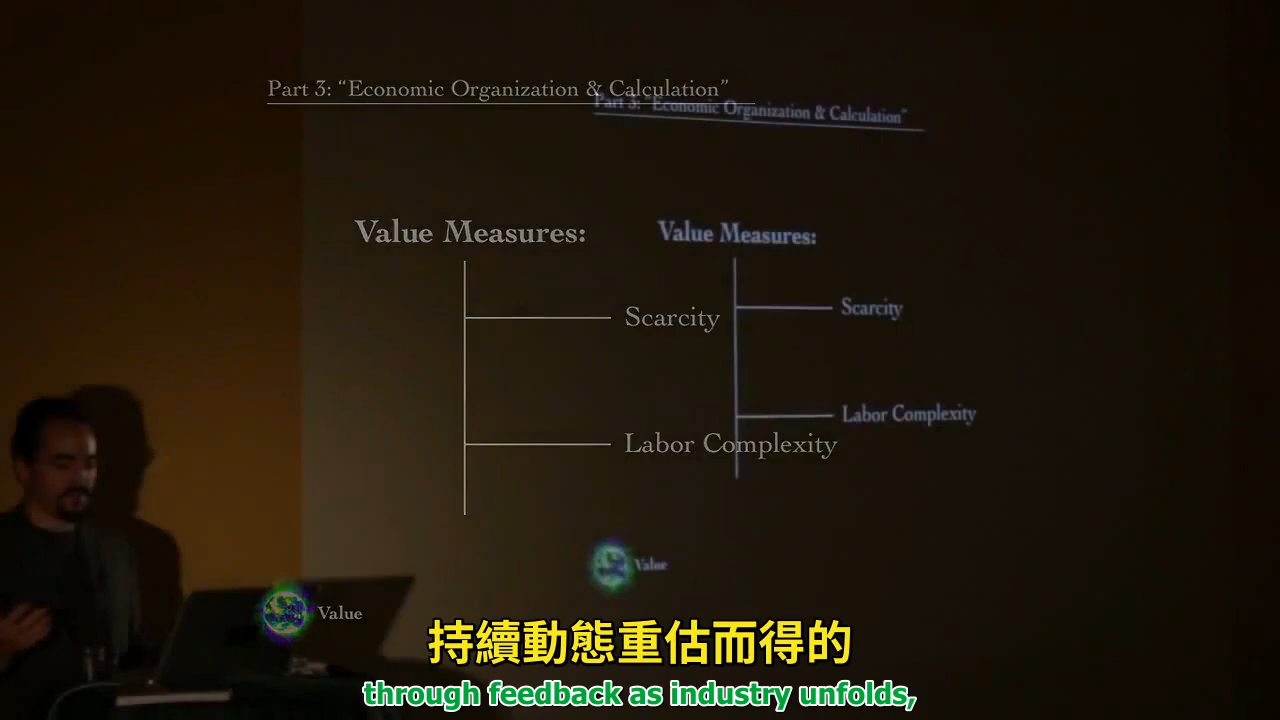 Part 3: “Economic Organization & Calculation”
Part 3: “Economic Organization & Calculation”
Value Measures:
Value Measures:
Scarcity
Scarcity
Labor Complexity
Labor Complexity
Value
Value
持續動態重估而得的
through feedback as industry unfolds,